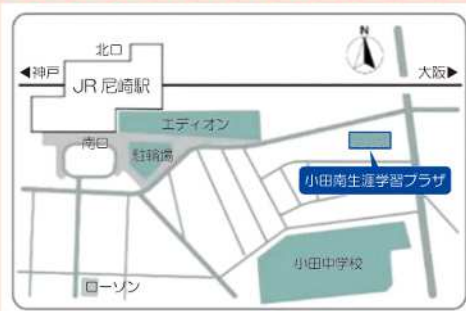 N
北口
◀神戸
大阪▶
JR尼崎駅
エディオン
南口
駐輪場
小田南生涯学習プラザ
小田中学校
ローソン